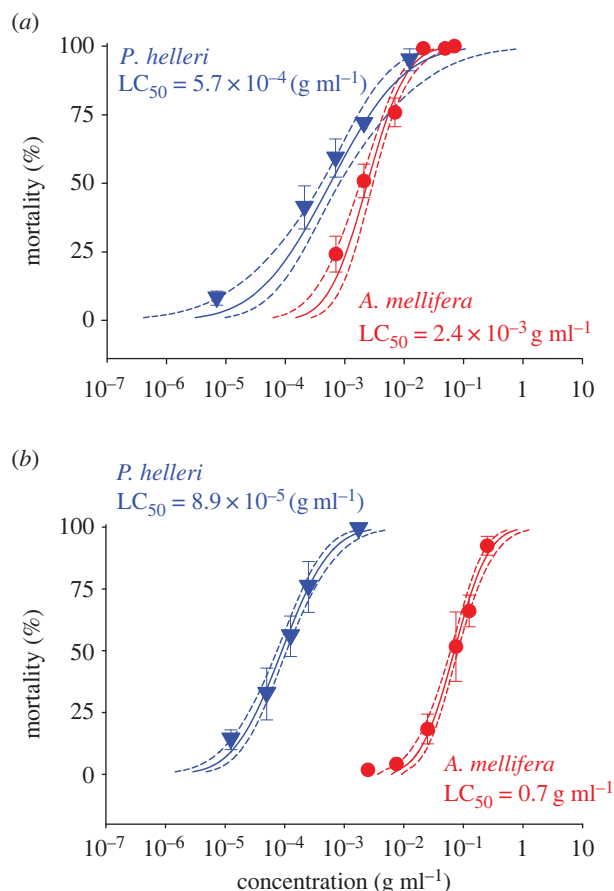 (a)
100
75
50
25
0
mortality (%)
P. helleri
LC₅₀ = 5.7 × 10⁻⁴ (g ml⁻¹)
A. mellifera
LC₅₀ = 2.4 × 10⁻³ g ml⁻¹
10⁻⁷ 10⁻⁶ 10⁻⁵ 10⁻⁴ 10⁻³ 10⁻² 10⁻¹ 1 10
(b)
P. helleri
LC₅₀ = 8.9 × 10⁻⁵ (g ml⁻¹)
100
75
50
25
0
mortality (%)
A. mellifera
LC₅₀ = 0.7 g ml⁻¹
10⁻⁷ 10⁻⁶ 10⁻⁵ 10⁻⁴ 10⁻³ 10⁻² 10⁻¹ 1 10
concentration (g ml⁻¹)